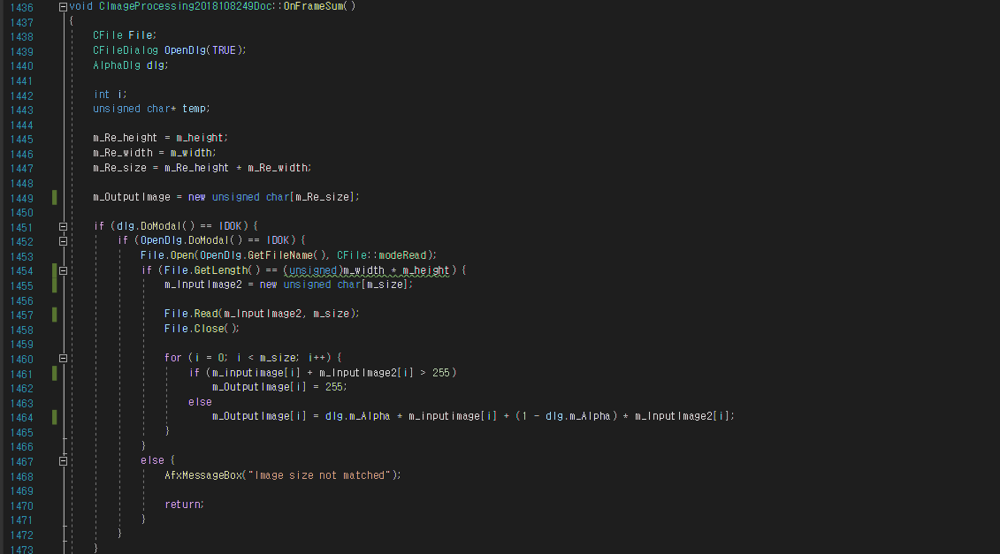 1436 void CImageProcessing2018108249Doc::OnFrameSum()
1437 {
1438 CFile File;
1439 CFileDialog OpenDlg(TRUE);
1440 AlphaDlg dlg;
1441
1442 int i;
1443 unsigned char* temp;
1444
1445 m_Re_height = m_height;
1446 m_Re_width = m_width;
1447 m_Re_size = m_Re_height * m_Re_width;
1448
1449 m_OutputImage = new unsigned char[m_Re_size];
1450
1451 if (dlg.DoModal() == IDOK) {
1452 if (OpenDlg.DoModal() == IDOK) {
1453 File.Open(OpenDlg.GetFileName(), CFile::modeRead);
1454 if (File.GetLength() == (unsigned)m_width * m_height) {
1455 m_InputImage2 = new unsigned char[m_size];
1456
1457 File.Read(m_InputImage2, m_size);
1458 File.Close();
1459
1460 for (i = 0; i < m_size; i++) {
1461 if (m_inputimage[i] + m_InputImage2[i] > 255)
1462 m_OutputImage[i] = 255;
1463 else
1464 m_OutputImage[i] = dlg.m_Alpha * m_inputimage[i] + (1 - dlg.m_Alpha) * m_InputImage2[i];
1465 }
1466 }
1467 else {
1468 AfxMessageBox("Image size not matched");
1469
1470 return;
1471 }
1472 }
1473 }